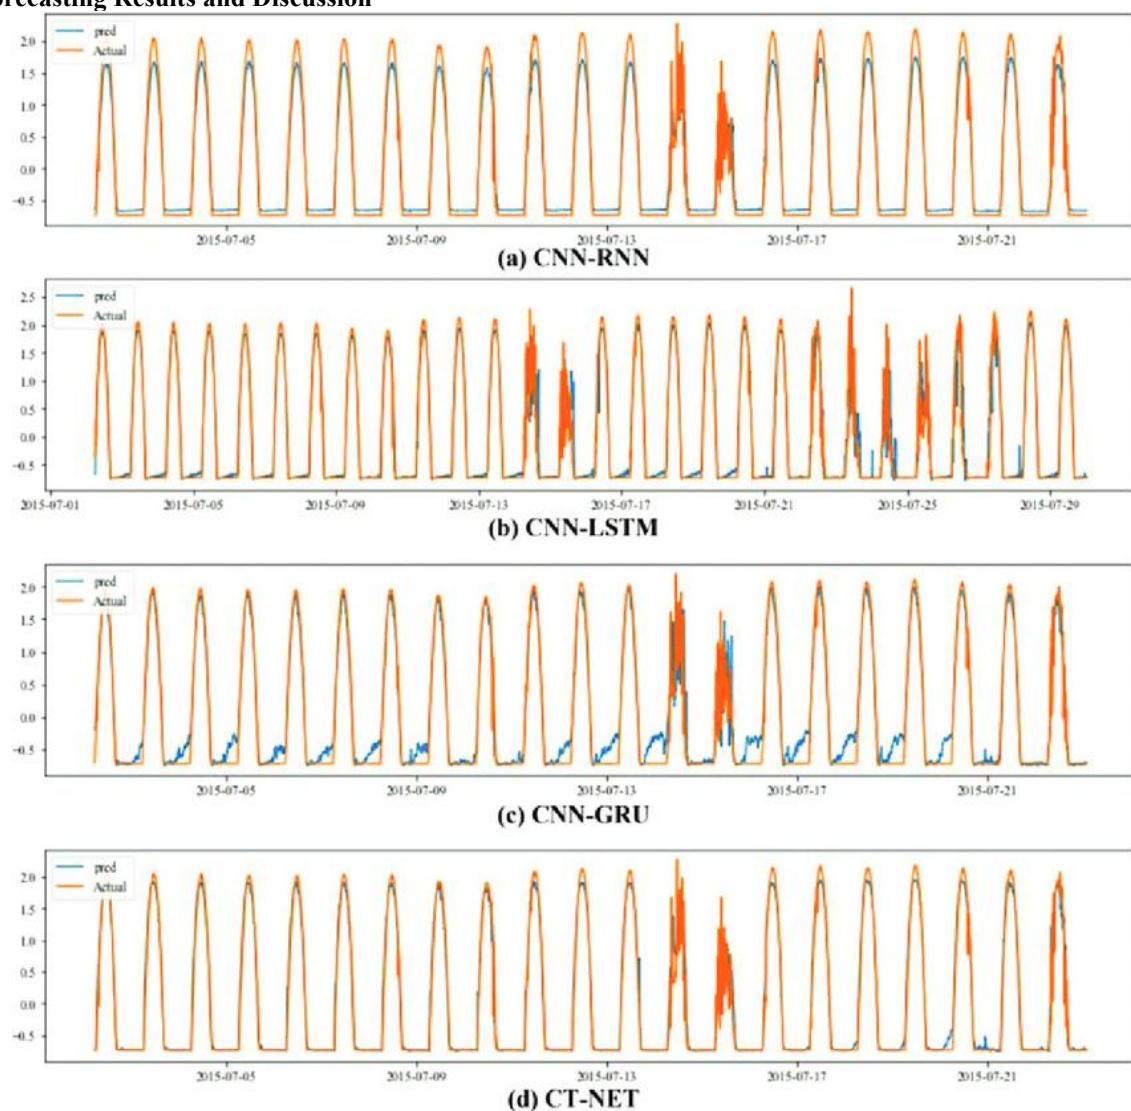 recasting Results and Discussion
pred
Actual
2.0
1.5
1.0
0.5
0.0
−0.5
2015-07-05 2015-07-09 2015-07-13 2015-07-17 2015-07-21
(a) CNN-RNN
pred
Actual
2.5
2.0
1.5
1.0
0.5
0.0
−0.5
2015-07-01 2015-07-05 2015-07-09 2015-07-13 2015-07-17 2015-07-21 2015-07-25 2015-07-29
(b) CNN-LSTM
pred
Actual
2.0
1.5
1.0
0.5
0.0
−0.5
2015-07-05 2015-07-09 2015-07-13 2015-07-17 2015-07-21
(c) CNN-GRU
pred
Actual
2.0
1.5
1.0
0.5
0.0
−0.5
2015-07-05 2015-07-09 2015-07-13 2015-07-17 2015-07-21
(d) CT-NET